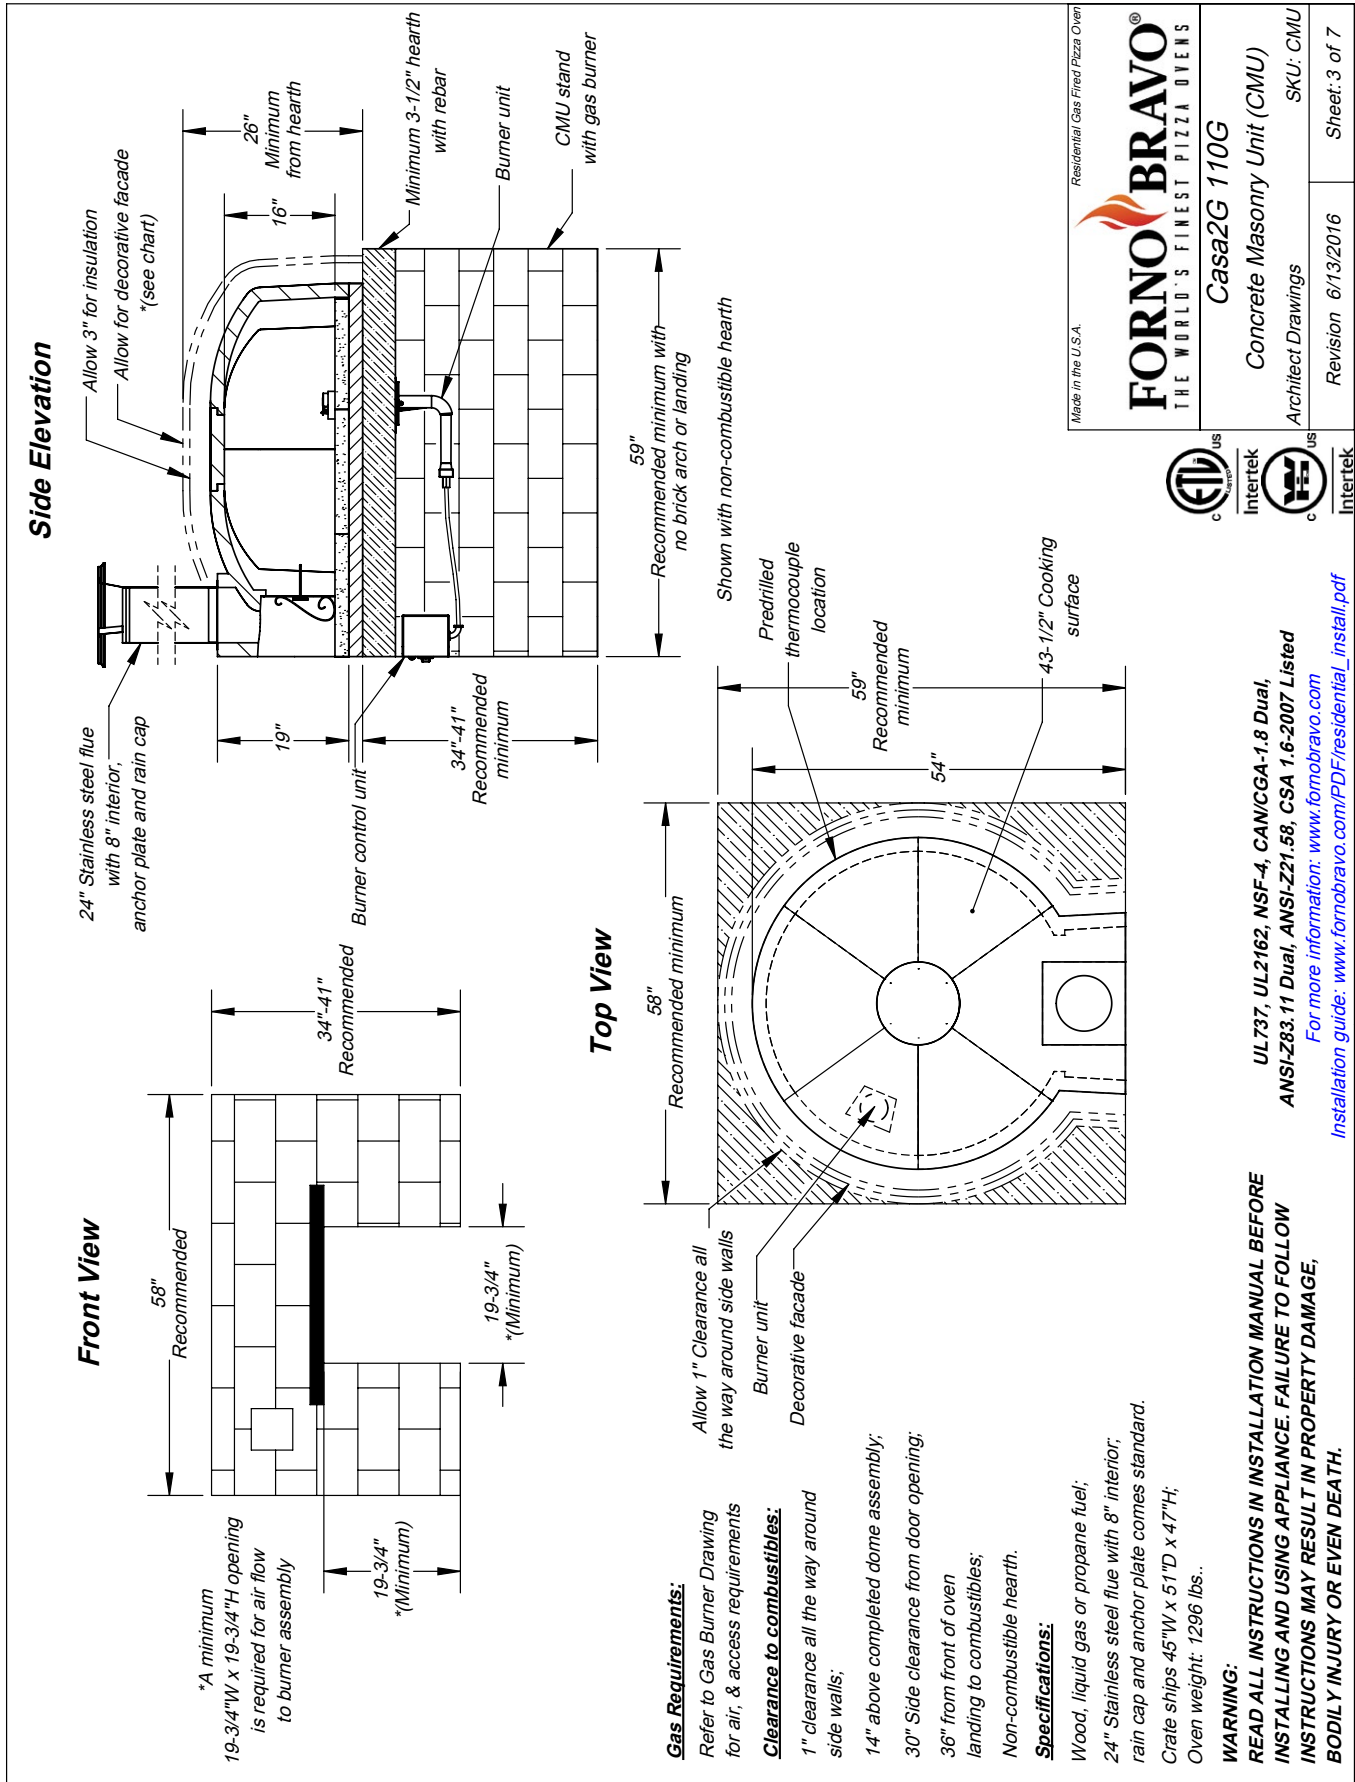 Front View
58"
Recommended
34"-41"
Recommended
*A minimum
19-3/4"W x 19-3/4"H opening
is required for air flow
to burner assembly
19-3/4"
*(Minimum)
19-3/4"
*(Minimum)
Side Elevation
24" Stainless steel flue
with 8" interior,
anchor plate and rain cap
Allow 3" for insulation
Allow for decorative facade
*(see chart)
26"
Minimum
from hearth
16"
19"
Minimum 3-1/2" hearth
with rebar
Burner unit
CMU stand
with gas burner
Burner control unit
34"-41"
Recommended
minimum
59"
Recommended minimum with
no brick arch or landing
Shown with non-combustible hearth
Top View
58"
Recommended minimum
Allow 1" Clearance all
the way around side walls
Burner unit
Decorative facade
Predrilled
thermocouple
location
59"
Recommended
minimum
54"
43-1/2" Cooking
surface
Gas Requirements:
Refer to Gas Burner Drawing
for air, & access requirements
Clearance to combustibles:
1" clearance all the way around
side walls;
14" above completed dome assembly;
30" Side clearance from door opening;
36" from front of oven
landing to combustibles;
Non-combustible hearth.
Specifications:
Wood, liquid gas or propane fuel;
24" Stainless steel flue with 8" interior;
rain cap and anchor plate comes standard.
Crate ships 45"W x 51"D x 47"H;
Oven weight: 1296 lbs..
WARNING:
READ ALL INSTRUCTIONS IN INSTALLATION MANUAL BEFORE
INSTALLING AND USING APPLIANCE. FAILURE TO FOLLOW
INSTRUCTIONS MAY RESULT IN PROPERTY DAMAGE,
BODILY INJURY OR EVEN DEATH.
UL737, UL2162, NSF-4, CAN/CGA-1.8 Dual,
ANSI-Z83.11 Dual, ANSI-Z21.58, CSA 1.6-2007 Listed
For more information: www.fornobravo.com
Installation guide: www.fornobravo.com/PDF/residential_install.pdf
C ETL LISTED US
Intertek
C US
Intertek
Made in the U.S.A.
Residential Gas Fired Pizza Oven
FORNO BRAVO®
THE WORLD'S FINEST PIZZA OVENS
Casa2G 110G
Concrete Masonry Unit (CMU)
Architect Drawings
SKU: CMU
Revision 6/13/2016
Sheet: 3 of 7